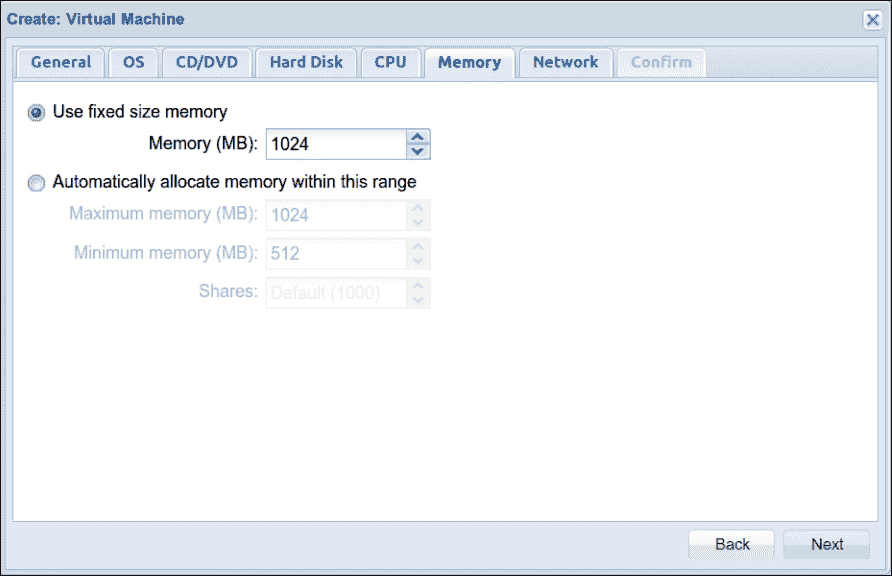 Create: Virtual Machine
General OS CD/DVD Hard Disk CPU Memory Network Confirm
Use fixed size memory
Memory (MB): 1024
Automatically allocate memory within this range
Maximum memory (MB): 1024
Minimum memory (MB): 512
Shares: Default (1000)
Back Next